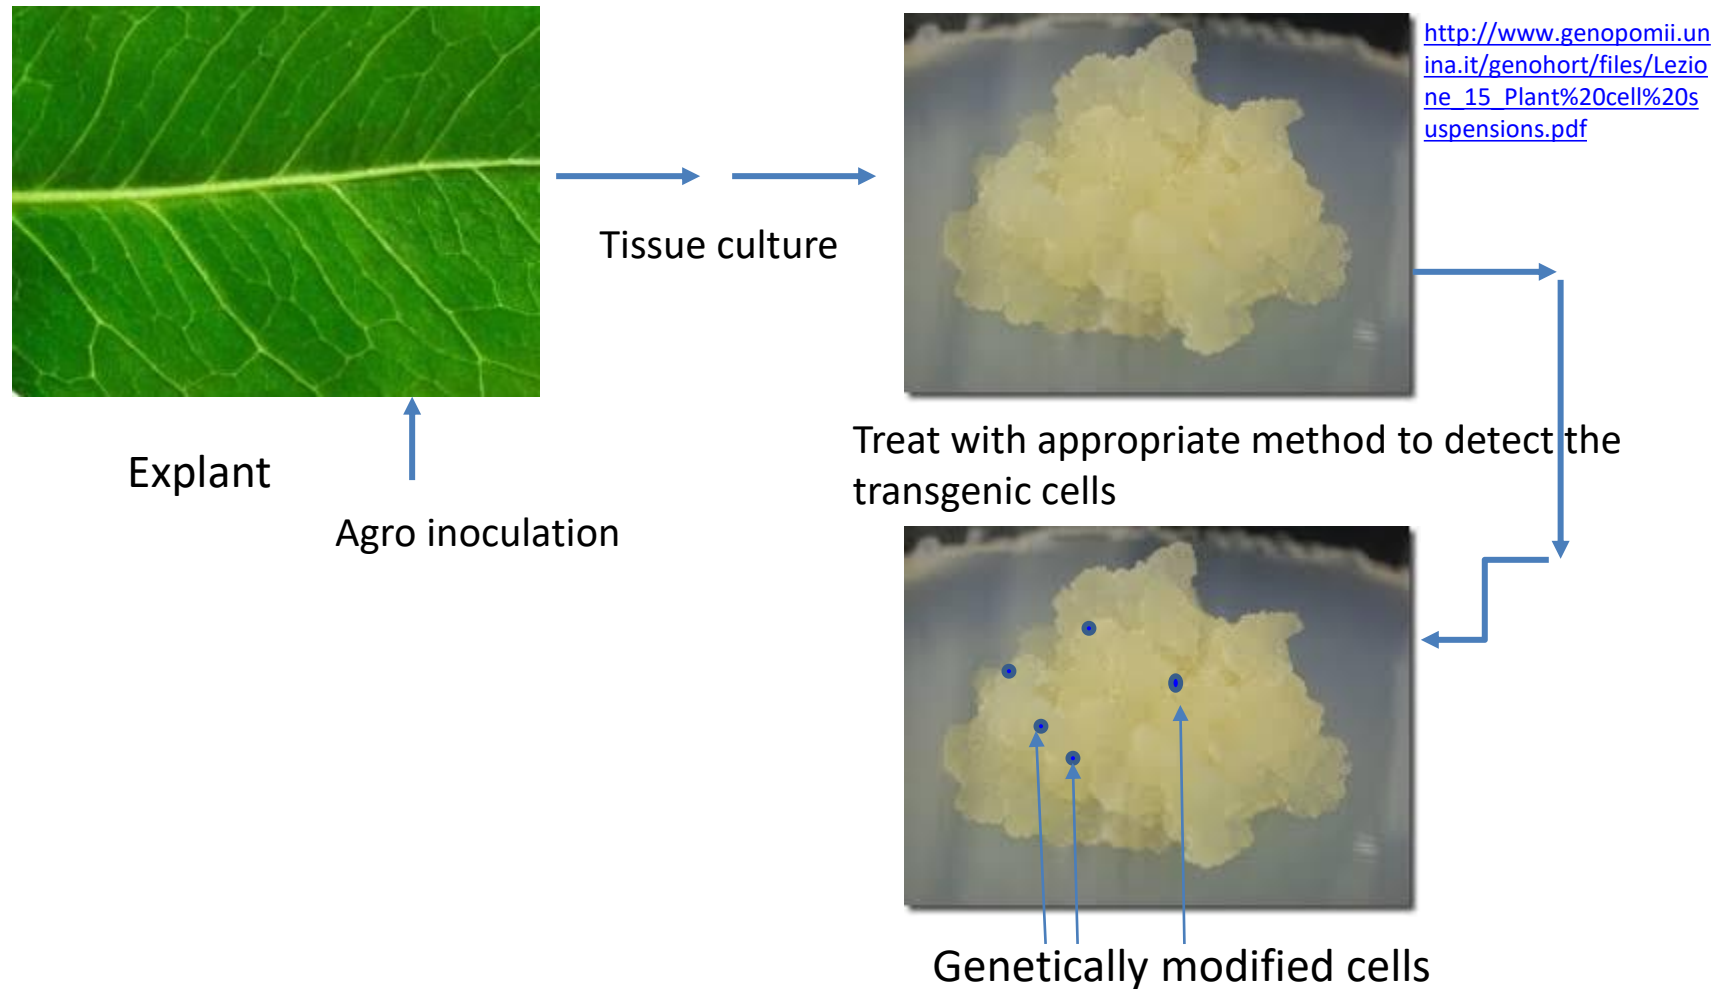 http://www.genopomii.un
ina.it/genohort/files/Lezio
ne_15_Plant%20cell%20s
uspensions.pdf
Tissue culture
Explant
Agro inoculation
Treat with appropriate method to detect the
transgenic cells
Genetically modified cells